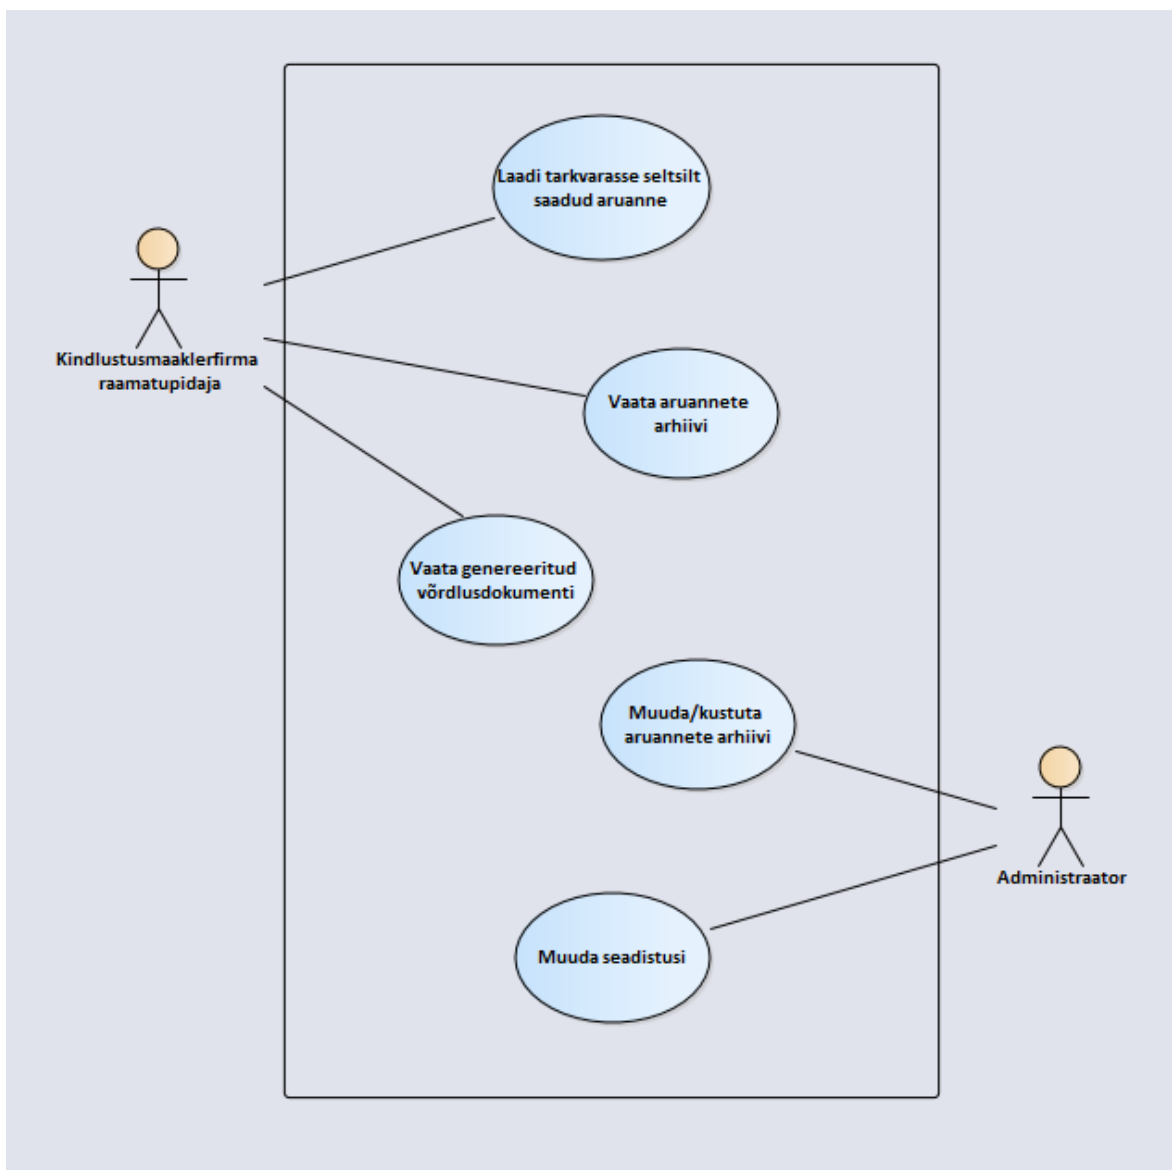 Laadi tarkvarasse seltsilt
saadud aruanne
Kindlustusmaaklerfirma
raamatupidaja
Vaata aruannete
arhiivi
Vaata genereeritud
võrdlusdokumenti
Muuda/kustuta
aruannete arhiivi
Administraator
Muuda seadistusi